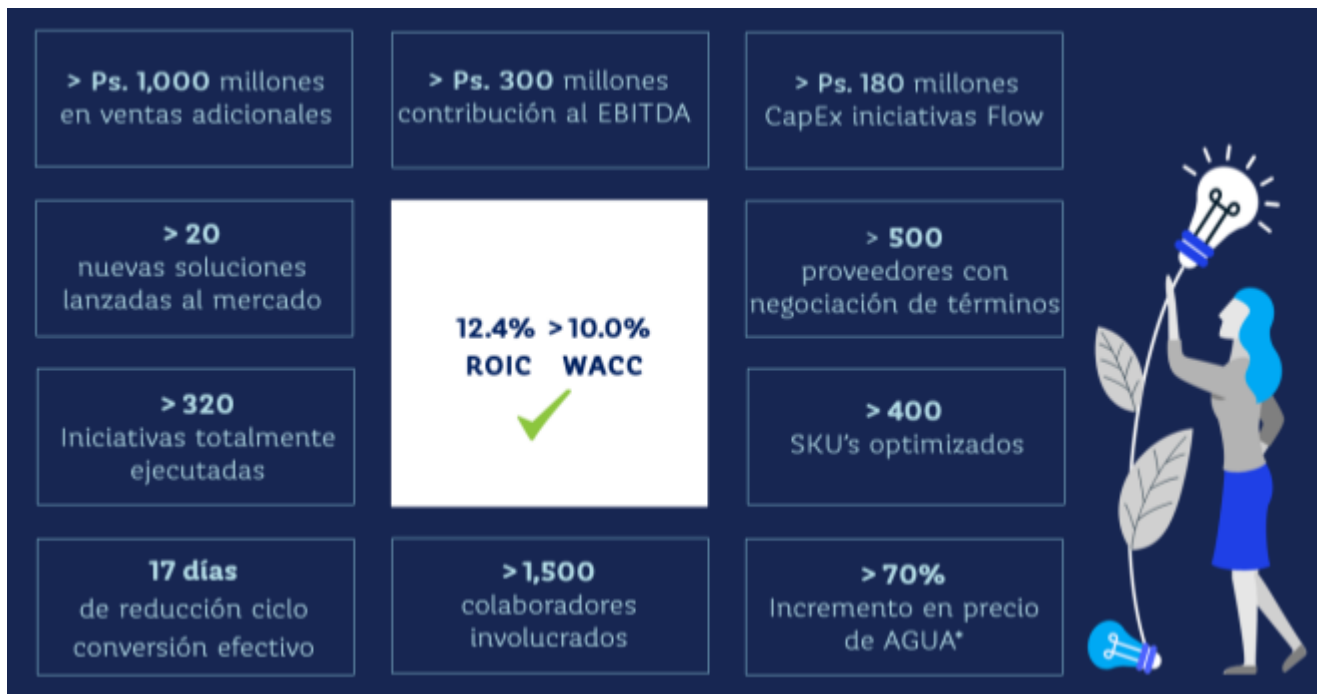 > Ps. 1,000 millones
en ventas adicionales
> Ps. 300 millones
contribución al EBITDA
> Ps. 180 millones
CapEx iniciativas Flow
> 20
nuevas soluciones
lanzadas al mercado
12.4% > 10.0%
ROIC WACC
> 500
proveedores con
negociación de términos
> 320
Iniciativas totalmente
ejecutadas
> 400
SKU's optimizados
17 días
de reducción ciclo
conversión efectivo
> 1,500
colaboradores
involucrados
> 70%
Incremento en precio
de AGUA*